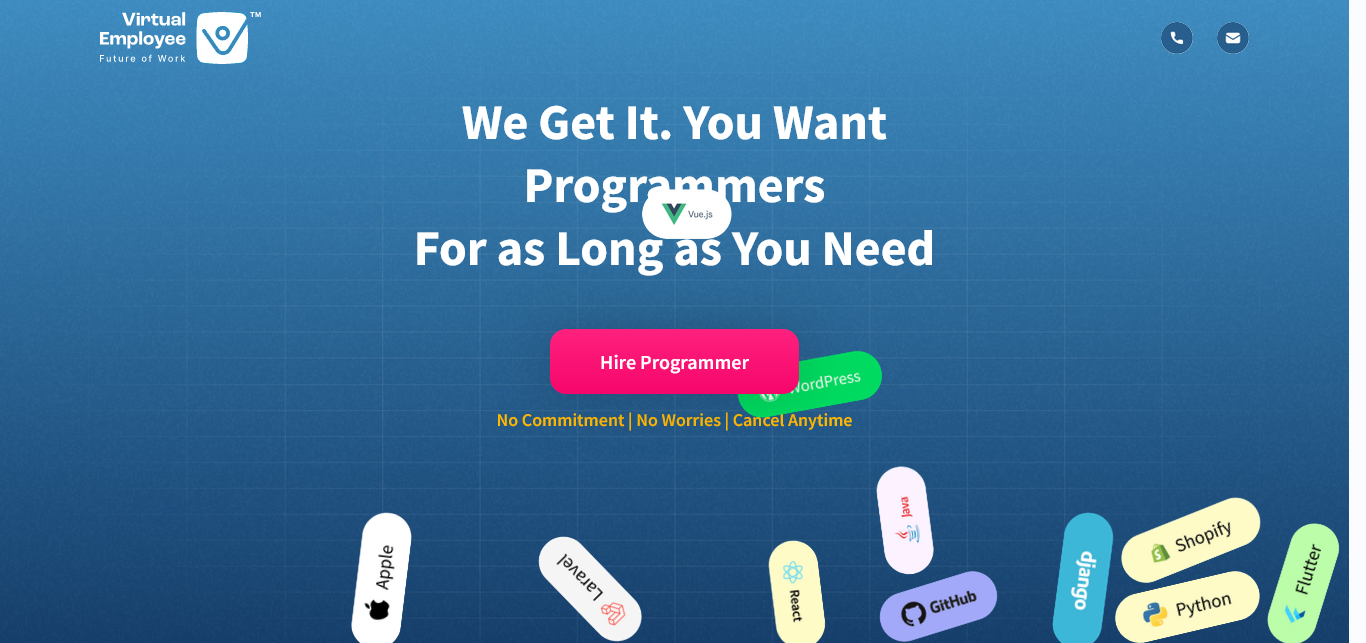 Virtual
Employee
TM
Future of Work
We Get It. You Want
Programmers
Vue.js
For as Long as You Need
Hire Programmer
WordPress
No Commitment | No Worries | Cancel Anytime
Apple
Laravel
React
Java
GitHub
django
Shopify
Python
Flutter